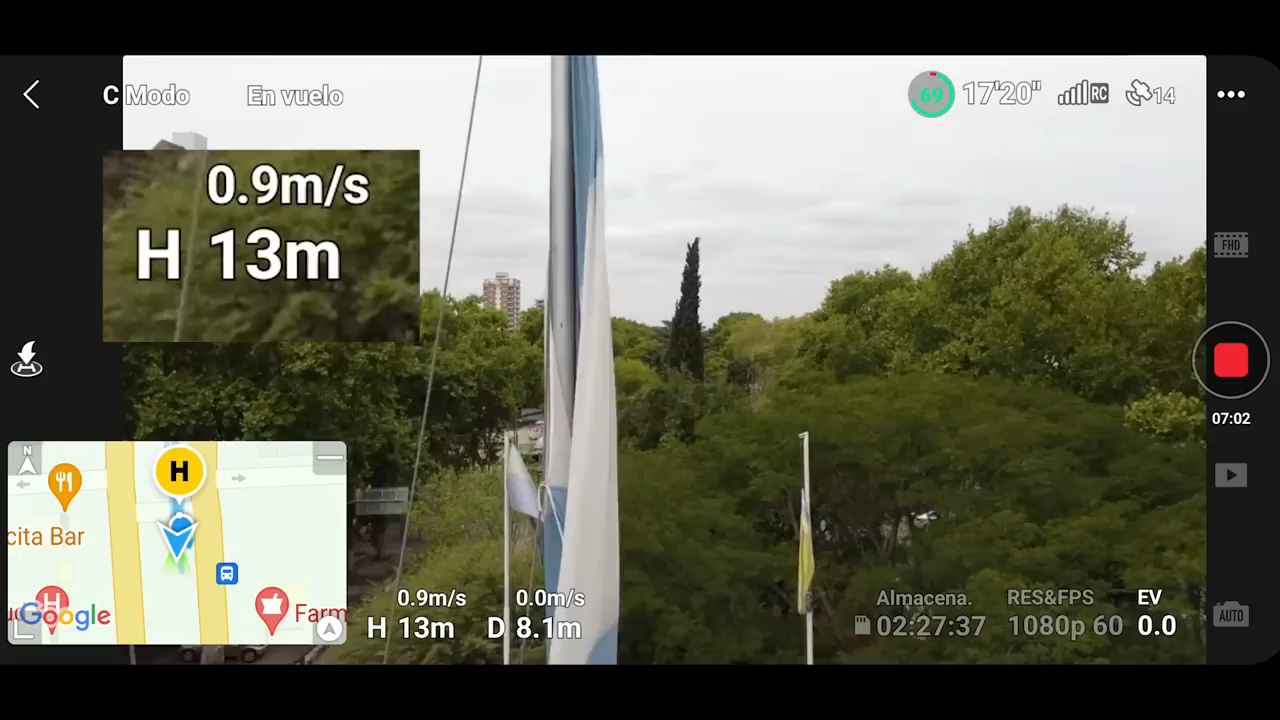 C Modo
En vuelo
69
17'20"
RC
14
0.9m/s
H 13m
FHD
07:02
N
H
cita Bar
H
Google
Farm
0.9m/s
0.0m/s
H 13m
D 8.1m
Almacena.
02:27:37
RES&FPS
1080p 60
EV
0.0
AUTO